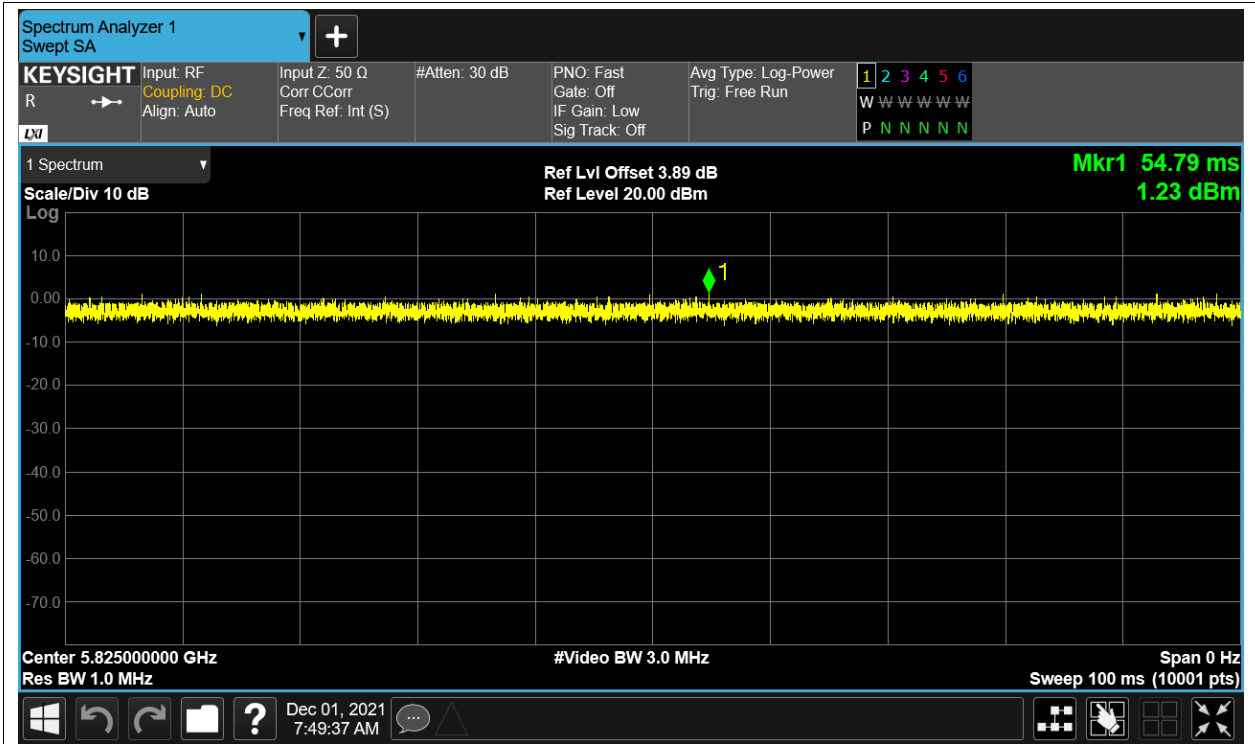 Spectrum Analyzer 1
Swept SA
KEYSIGHT
R
LXI
Input: RF
Coupling: DC
Align: Auto
Input Z: 50 Ω
Corr CCorr
Freq Ref: Int (S)
#Atten: 30 dB
PNO: Fast
Gate: Off
IF Gain: Low
Sig Track: Off
Avg Type: Log-Power
Trig: Free Run
1 2 3 4 5 6
W W W W W W
P N N N N N
1 Spectrum
Scale/Div 10 dB
Ref Lvl Offset 3.89 dB
Ref Level 20.00 dBm
Mkr1 54.79 ms
1.23 dBm
Log
10.0
0.00
-10.0
-20.0
-30.0
-40.0
-50.0
-60.0
-70.0
1
Center 5.825000000 GHz
#Video BW 3.0 MHz
Span 0 Hz
Res BW 1.0 MHz
Sweep 100 ms (10001 pts)
?
Dec 01, 2021
7:49:37 AM